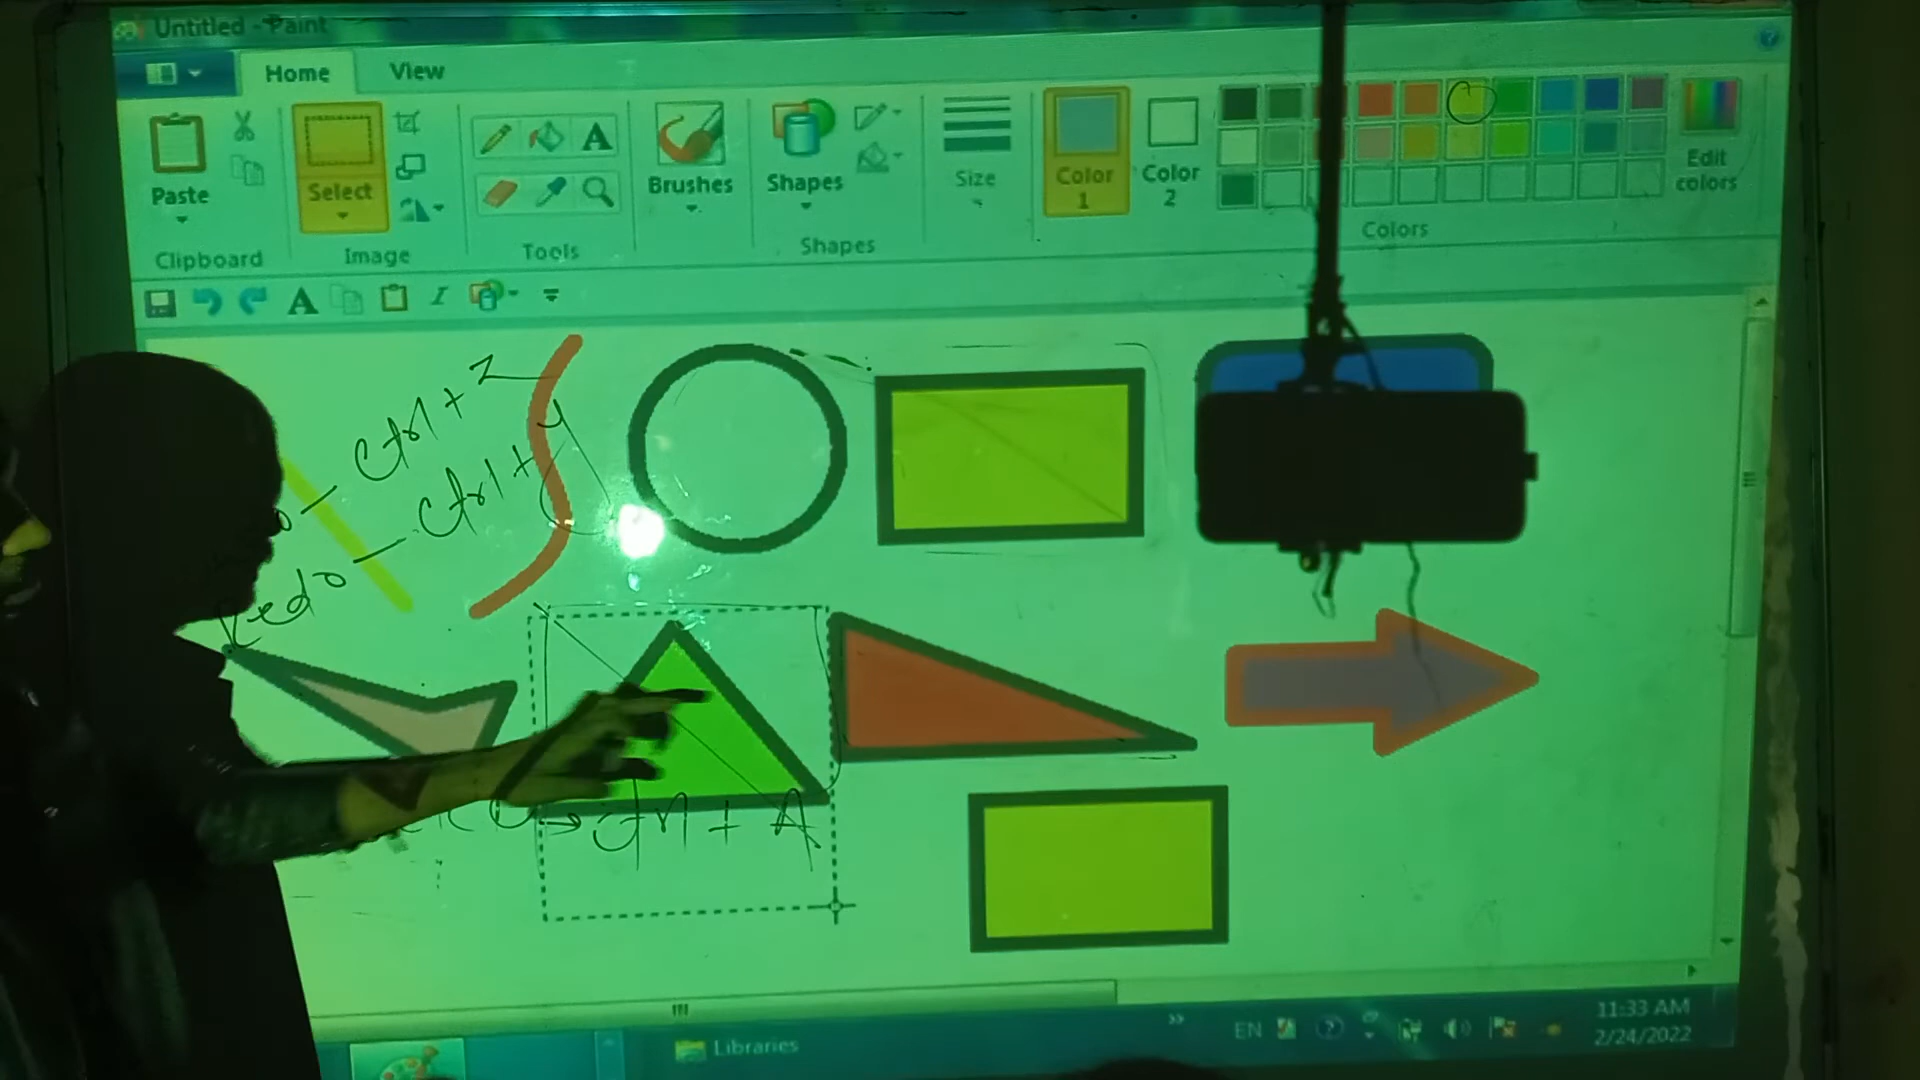 Untitled - Paint
Home View
Paste
Select
Brushes
Shapes
Size
Color 1
Color 2
Edit colors
Clipboard
Image
Tools
Shapes
Colors
Ctrl + Z
Redo - Ctrl + Y
→ Ctrl + A
Libraries
EN
11:33 AM
2/24/2022